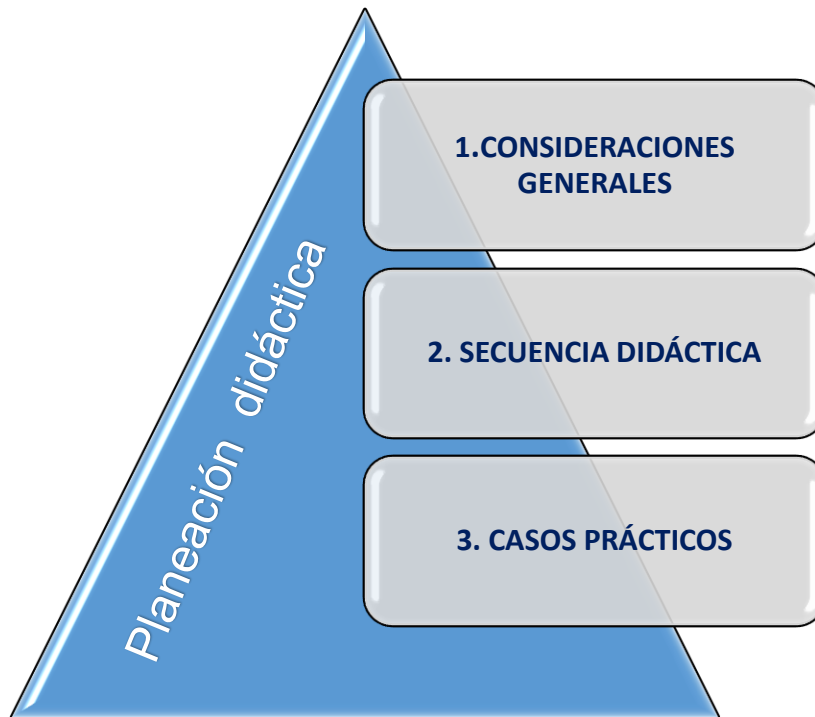 Planeación didáctica
1.CONSIDERACIONES
GENERALES
2. SECUENCIA DIDÁCTICA
3. CASOS PRÁCTICOS